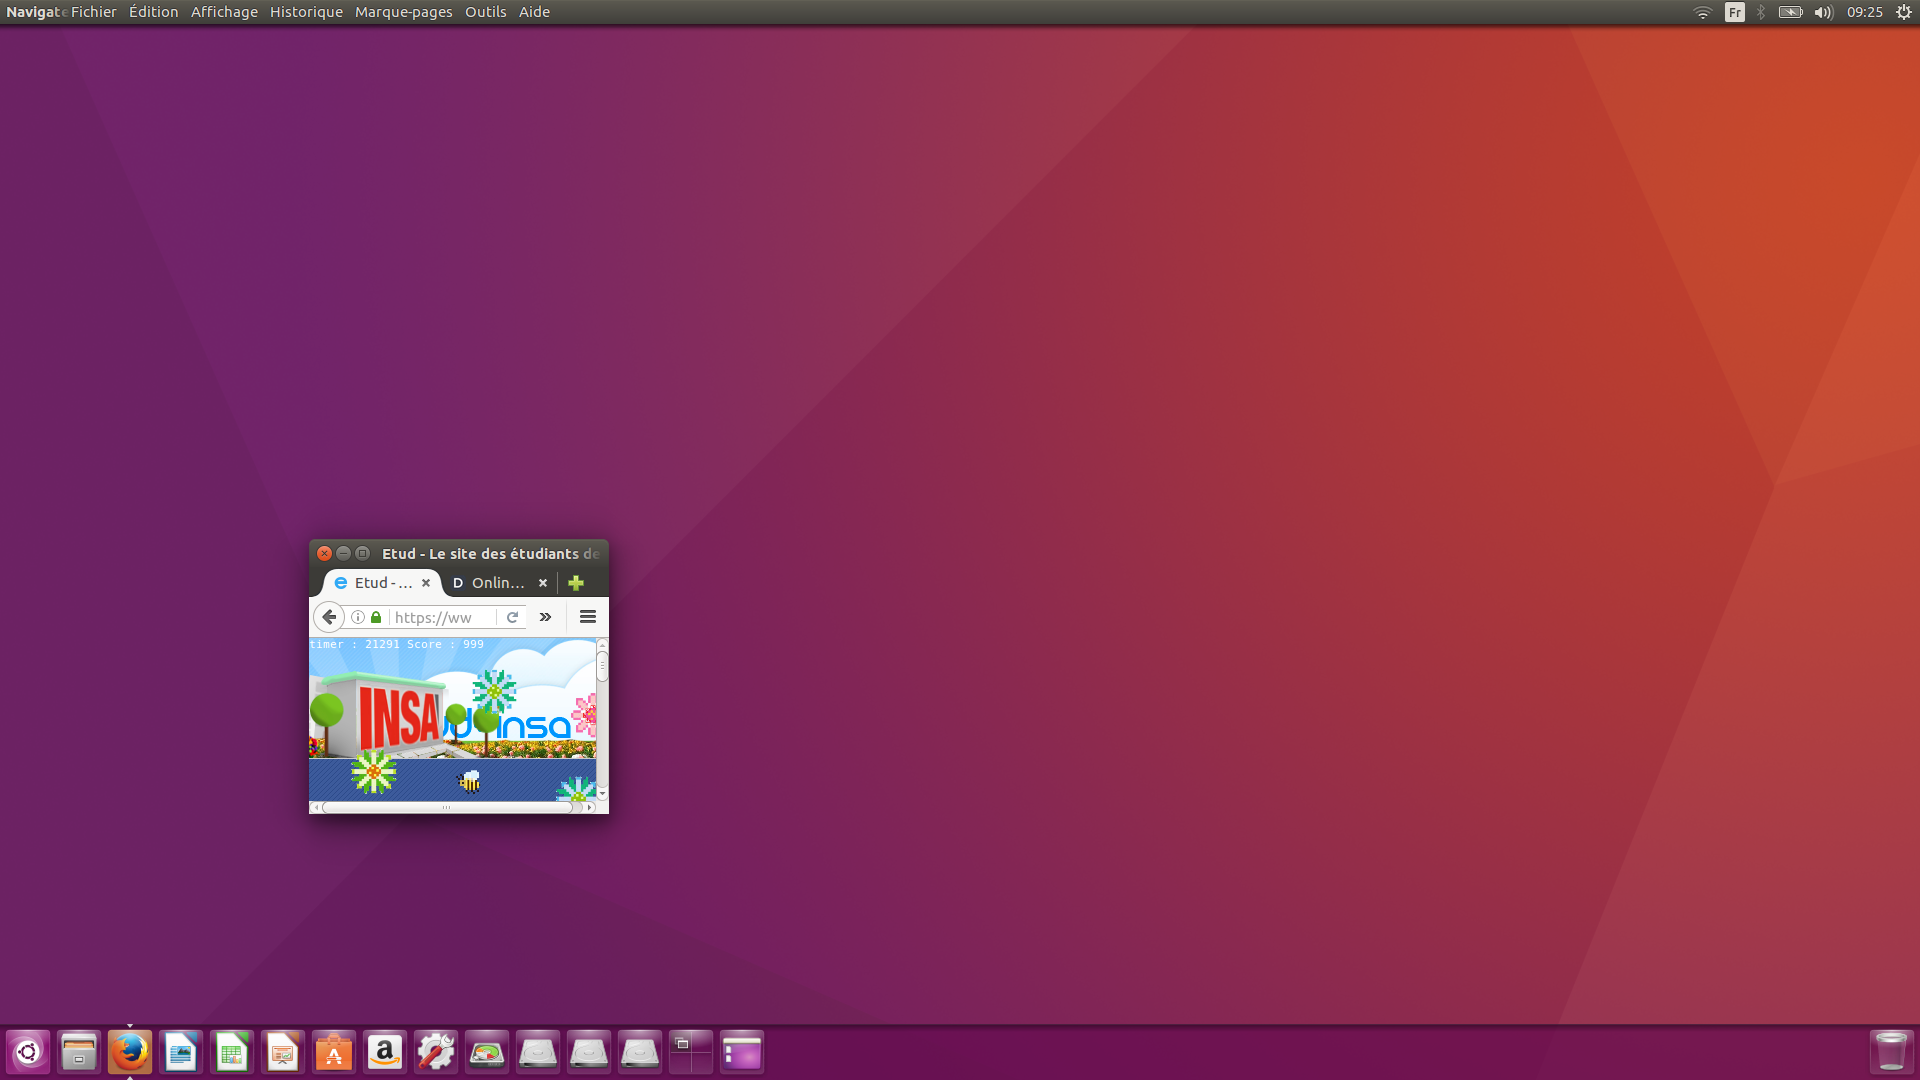 Navigate Fichier Édition Affichage Historique Marque-pages Outils Aide Fr 09:25
Etud - Le site des étudiants de
Etud - ... D Onlin...
https://ww
timer : 21291 Score : 999
INSA
insa
a